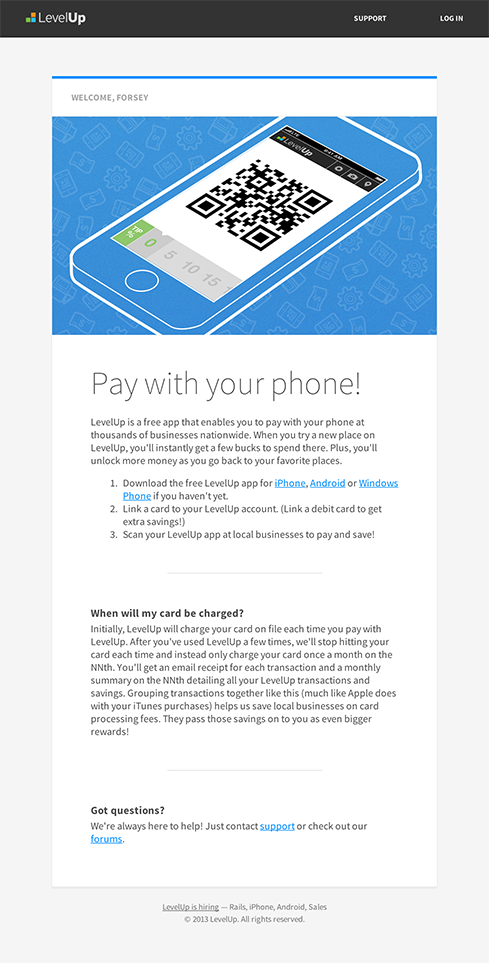 LevelUp
SUPPORT
LOG IN
WELCOME, FORSEY
LTE
9:41 AM
LevelUp
TIP
%
0
5
10
15
Pay with your phone!
LevelUp is a free app that enables you to pay with your phone at
thousands of businesses nationwide. When you try a new place on
LevelUp, you'll instantly get a few bucks to spend there. Plus, you'll
unlock more money as you go back to your favorite places.
1. Download the free LevelUp app for iPhone, Android or Windows
Phone if you haven't yet.
2. Link a card to your LevelUp account. (Link a debit card to get
extra savings!)
3. Scan your LevelUp app at local businesses to pay and save!
When will my card be charged?
Initially, LevelUp will charge your card on file each time you pay with
LevelUp. After you've used LevelUp a few times, we'll stop hitting your
card each time and instead only charge your card once a month on the
NNth. You'll get an email receipt for each transaction and a monthly
summary on the NNth detailing all your LevelUp transactions and
savings. Grouping transactions together like this (much like Apple does
with your iTunes purchases) helps us save local businesses on card
processing fees. They pass those savings on to you as even bigger
rewards!
Got questions?
We're always here to help! Just contact support or check out our
forums.
LevelUp is hiring — Rails, iPhone, Android, Sales
© 2013 LevelUp. All rights reserved.